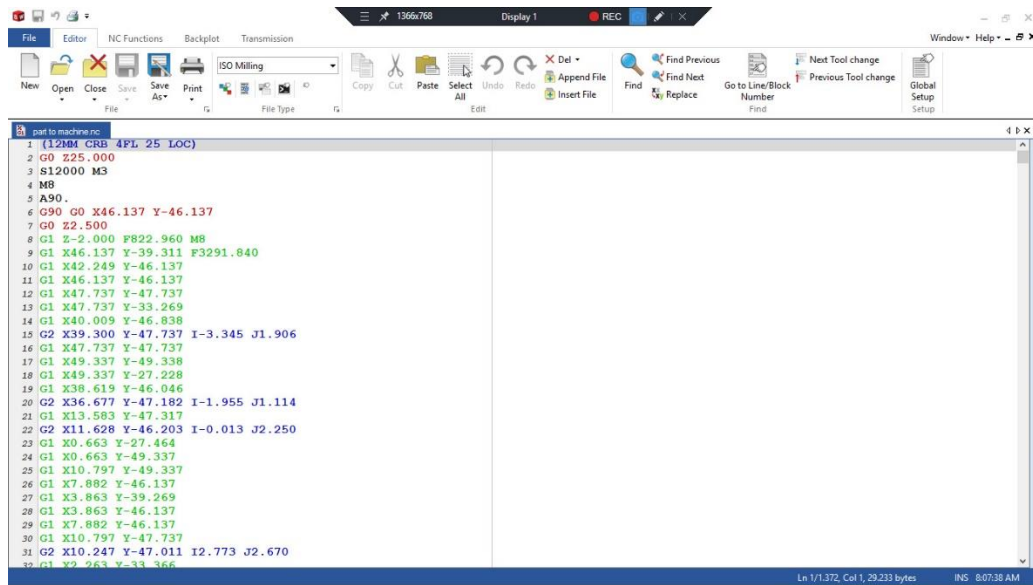 1366x768 Display 1 REC
File Editor NC Functions Backplot Transmission Window Help
New Open Close Save Save As Print
File
ISO Milling
File Type
Copy Cut Paste Select All Undo Redo
Del
Append File
Insert File
Edit
Find
Find Previous
Find Next
Replace
Go to Line/Block Number
Find
Next Tool change
Previous Tool change
Global Setup
Setup
part to machine.nc
1 (12MM CRB 4FL 25 LOC)
2 G0 Z25.000
3 S12000 M3
4 M8
5 A90.
6 G90 G0 X46.137 Y-46.137
7 G0 Z2.500
8 G1 Z-2.000 F822.960 M8
9 G1 X46.137 Y-39.311 F3291.840
10 G1 X42.249 Y-46.137
11 G1 X46.137 Y-46.137
12 G1 X47.737 Y-47.737
13 G1 X47.737 Y-33.269
14 G1 X40.009 Y-46.838
15 G2 X39.300 Y-47.737 I-3.345 J1.906
16 G1 X47.737 Y-47.737
17 G1 X49.337 Y-49.338
18 G1 X49.337 Y-27.228
19 G1 X38.619 Y-46.046
20 G2 X36.677 Y-47.182 I-1.955 J1.114
21 G1 X13.583 Y-47.317
22 G2 X11.628 Y-46.203 I-0.013 J2.250
23 G1 X0.663 Y-27.464
24 G1 X0.663 Y-49.337
25 G1 X10.797 Y-49.337
26 G1 X7.882 Y-46.137
27 G1 X3.863 Y-39.269
28 G1 X3.863 Y-46.137
29 G1 X7.882 Y-46.137
30 G1 X10.797 Y-47.737
31 G2 X10.247 Y-47.011 I2.773 J2.670
32 G1 X2.263 Y-33.366
Ln 1/1.372, Col 1, 29.233 bytes INS 8:07:38 AM